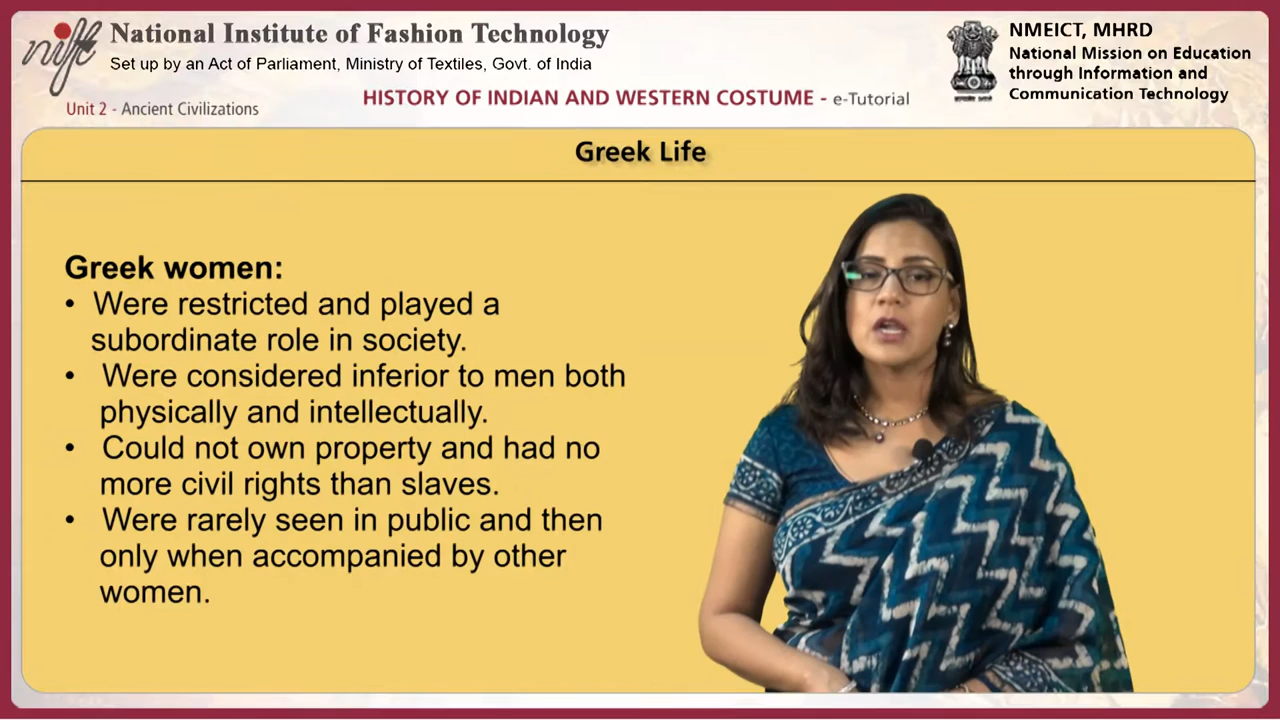 nift
National Institute of Fashion Technology
Set up by an Act of Parliament, Ministry of Textiles, Govt. of India
NMEICT, MHRD
National Mission on Education
through Information and
Communication Technology
Unit 2 - Ancient Civilizations
HISTORY OF INDIAN AND WESTERN COSTUME - e-Tutorial
Greek Life
Greek women:
• Were restricted and played a
subordinate role in society.
• Were considered inferior to men both
physically and intellectually.
• Could not own property and had no
more civil rights than slaves.
• Were rarely seen in public and then
only when accompanied by other
women.